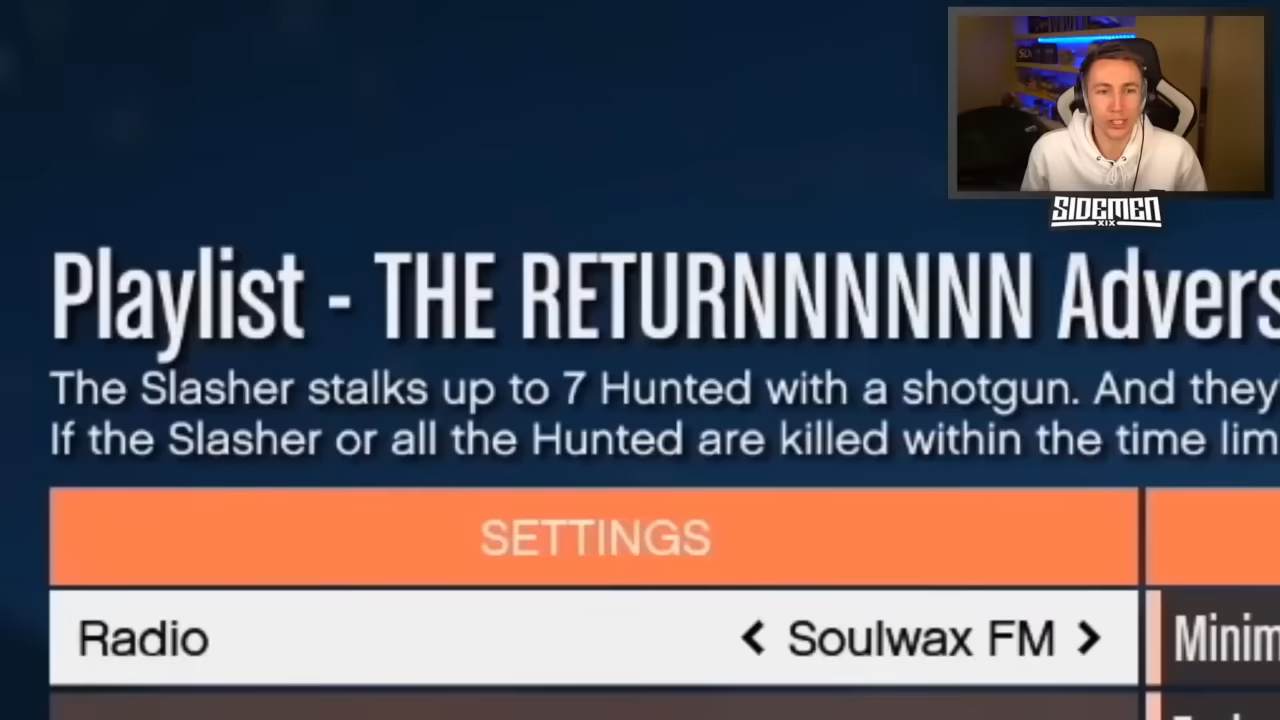 SIDEMEN
XIX
Playlist - THE RETURNNNNNNN Advers
The Slasher stalks up to 7 Hunted with a shotgun. And they'
If the Slasher or all the Hunted are killed within the time lim
SETTINGS
Radio < Soulwax FM >
Minim